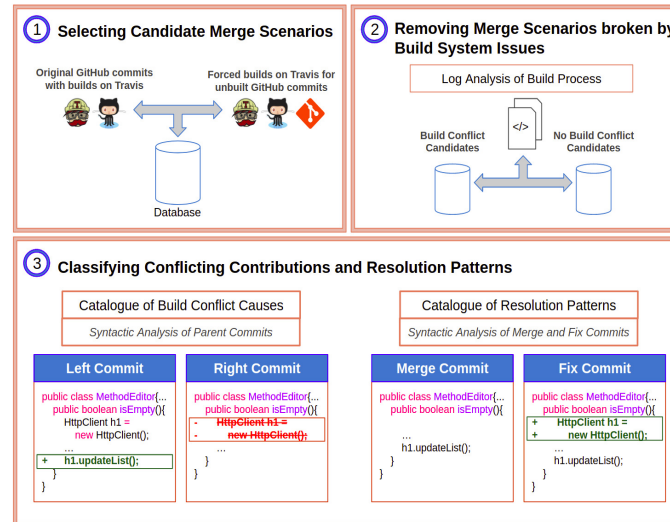 1 Selecting Candidate Merge Scenarios
Original GitHub commits
with builds on Travis
Forced builds on Travis for
unbuilt GitHub commits
Database
2 Removing Merge Scenarios broken by
Build System Issues
Log Analysis of Build Process
</>
Build Conflict
Candidates
No Build Conflict
Candidates
3 Classifying Conflicting Contributions and Resolution Patterns
Catalogue of Build Conflict Causes
Syntactic Analysis of Parent Commits
Left Commit
public class MethodEditor{...
public boolean isEmpty(){
HttpClient h1 =
new HttpClient();
...
+ h1.updateList();
}
}
Right Commit
public class MethodEditor{...
public boolean isEmpty(){
- HttpClient h1 =
- new HttpClient();
...
}
}
Catalogue of Resolution Patterns
Syntactic Analysis of Merge and Fix Commits
Merge Commit
public class MethodEditor{...
public boolean isEmpty(){
...
h1.updateList();
}
}
Fix Commit
public class MethodEditor{...
public boolean isEmpty(){
+ HttpClient h1 =
+ new HttpClient();
...
h1.updateList();
}
}